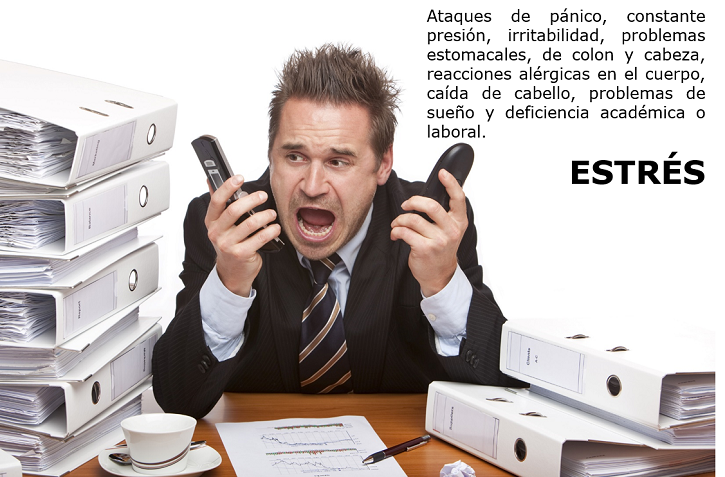 Ataques de pánico, constante
presión, irritabilidad, problemas
estomacales, de colon y cabeza,
reacciones alérgicas en el cuerpo,
caída de cabello, problemas de
sueño y deficiencia académica o
laboral.
ESTRÉS